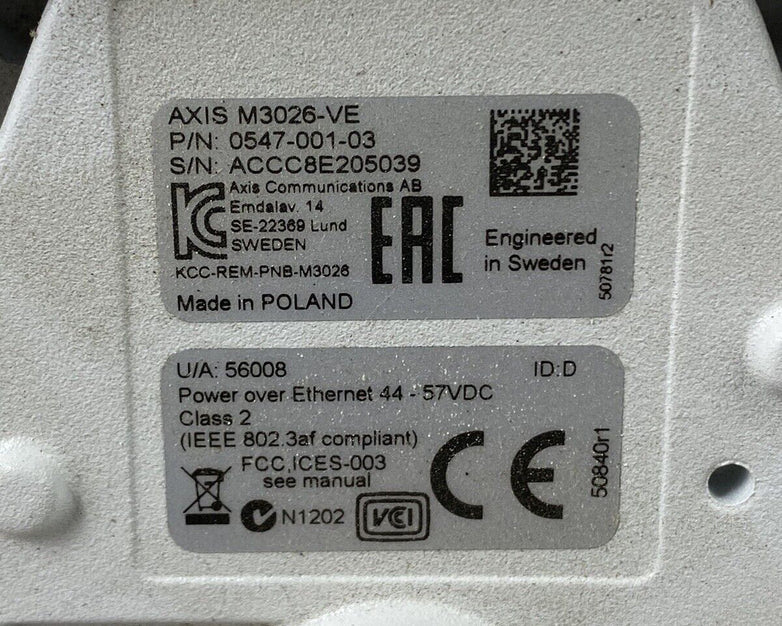 AXIS M3026-VE
P/N: 0547-001-03
S/N: ACCC8E205039
Axis Communications AB
Emdalav. 14
SE-22369 Lund
SWEDEN
KC
KCC-REM-PNB-M3026
EAC
Engineered
in Sweden
50781r2
Made in POLAND
U/A: 56008 ID:D
Power over Ethernet 44 - 57VDC
Class 2
(IEEE 802.3af compliant)
FCC,ICES-003
see manual
N1202
VCI
CE
50840r1